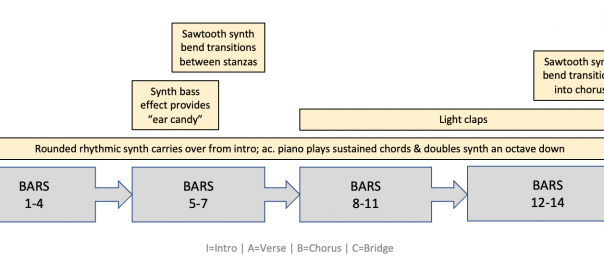 Sawtooth synth
bend transitions
between stanzas
Sawtooth syn
bend transitio
into chorus
Synth bass
effect provides
“ear candy”
Light claps
Rounded rhythmic synth carries over from intro; ac. piano plays sustained chords & doubles synth an octave down
BARS
1-4
BARS
5-7
BARS
8-11
BARS
12-14
I=Intro | A=Verse | B=Chorus | C=Bridge